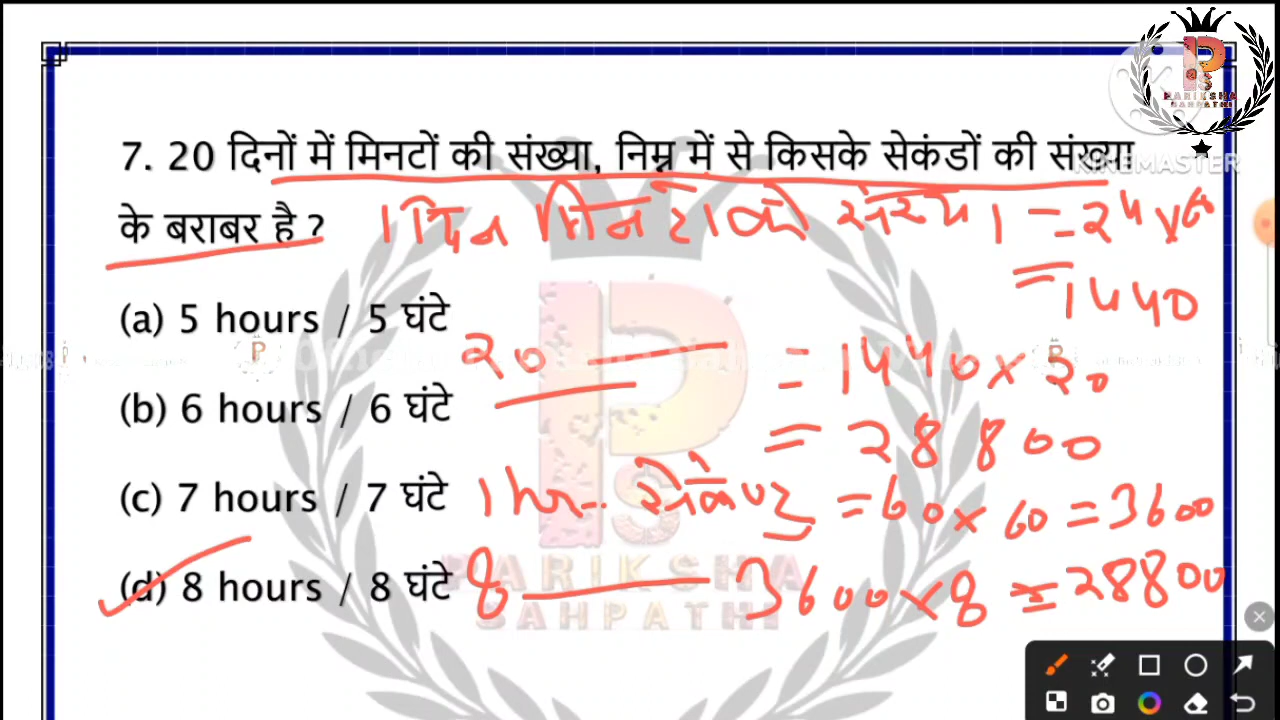 PARIKSHA
SAHPATHI
KINEMASTER
7. 20 दिनों में मिनटों की संख्या, निम्न में से किसके सेकंडों की संख्या
के बराबर है ?
1 दिन मिनटो की संख्या = 24 x 60
= 1440
(a) 5 hours / 5 घंटे
20 = 1440 x 20
(b) 6 hours / 6 घंटे
= 28800
(c) 7 hours / 7 घंटे
1 hr सेकेण्ड = 60 x 60 = 3600
(d) 8 hours / 8 घंटे
8 3600 x 8 = 28800
PARIKSHA
SAHPATHI